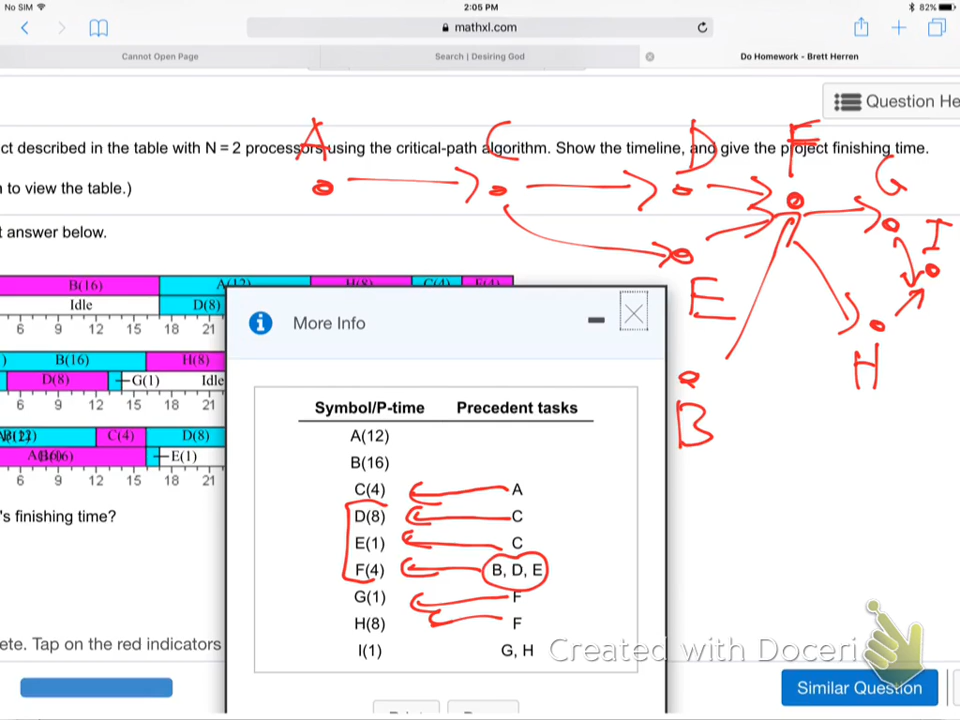 No SIM 2:05 PM 82%
mathxl.com
Cannot Open Page Search | Desiring God Do Homework - Brett Herren
Question He
ct described in the table with N = 2 processors using the critical-path algorithm. Show the timeline, and give the project finishing time.
A C D F
n to view the table.)
G
t answer below.
I
B(16) A(12) H(8) C(4) F(4)
Idle D(8)
6 9 12 15 18 21
E
More Info
) B(16) H(8)
D(8) G(1) Idle
6 9 12 15 18 21
H
B
Symbol/P-time Precedent tasks
A(12)
B(16)
C(4) A
D(8) C
E(1) C
F(4) B, D, E
G(1) F
H(8) F
I(1) G, H
C(4) D(8)
E(1)
6 9 12 15 18 21
's finishing time?
ete. Tap on the red indicators
Created with Doceri
Similar Question